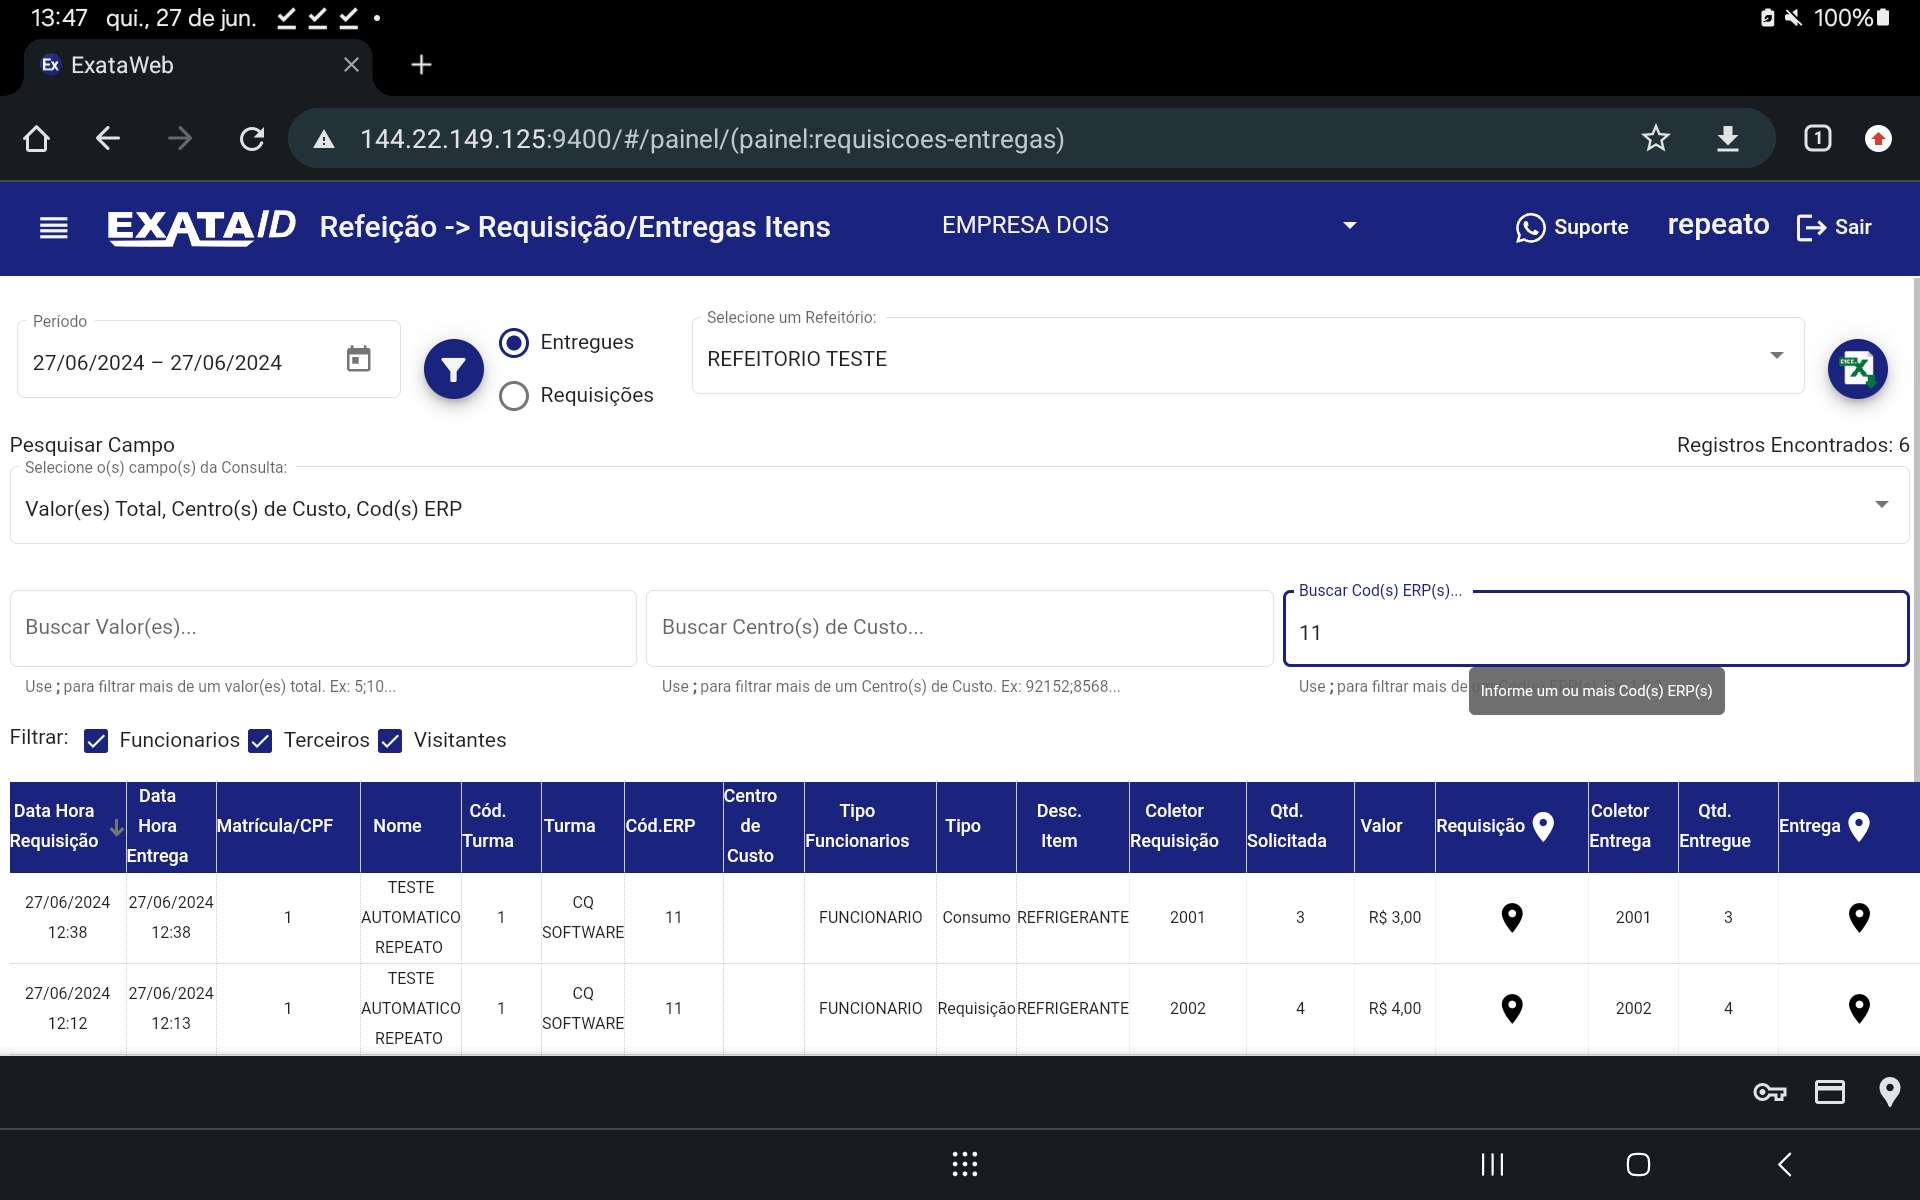 13:47 qui., 27 de jun.
100%
Ex ExataWeb
144.22.149.125:9400/#/painel/(painel:requisicoes-entregas)
1
EXATA/ID Refeição -> Requisição/Entregas Itens EMPRESA DOIS Suporte repeato Sair
Período
27/06/2024 – 27/06/2024
Entregues
Requisições
Selecione um Refeitório:
REFEITORIO TESTE
Pesquisar Campo
Registros Encontrados: 6
Selecione o(s) campo(s) da Consulta:
Valor(es) Total, Centro(s) de Custo, Cod(s) ERP
Buscar Valor(es)...
Buscar Centro(s) de Custo...
Buscar Cod(s) ERP(s)...
11
Use ; para filtrar mais de um valor(es) total. Ex: 5;10...
Use ; para filtrar mais de um Centro(s) de Custo. Ex: 92152;8568...
Use ; para filtrar mais de
Informe um ou mais Cod(s) ERP(s)
Filtrar: Funcionarios Terceiros Visitantes
Data Hora Requisição
Data Hora Entrega
Matrícula/CPF
Nome
Cód. Turma
Turma
Cód.ERP
Centro de Custo
Tipo Funcionarios
Tipo
Desc. Item
Coletor Requisição
Qtd. Solicitada
Valor
Requisição
Coletor Entrega
Qtd. Entregue
Entrega
27/06/2024 12:38 27/06/2024 12:38 1 TESTE AUTOMATICO REPEATO 1 CQ SOFTWARE 11 FUNCIONARIO Consumo REFRIGERANTE 2001 3 R$ 3,00 2001 3
27/06/2024 12:12 27/06/2024 12:13 1 TESTE AUTOMATICO REPEATO 1 CQ SOFTWARE 11 FUNCIONARIO Requisição REFRIGERANTE 2002 4 R$ 4,00 2002 4